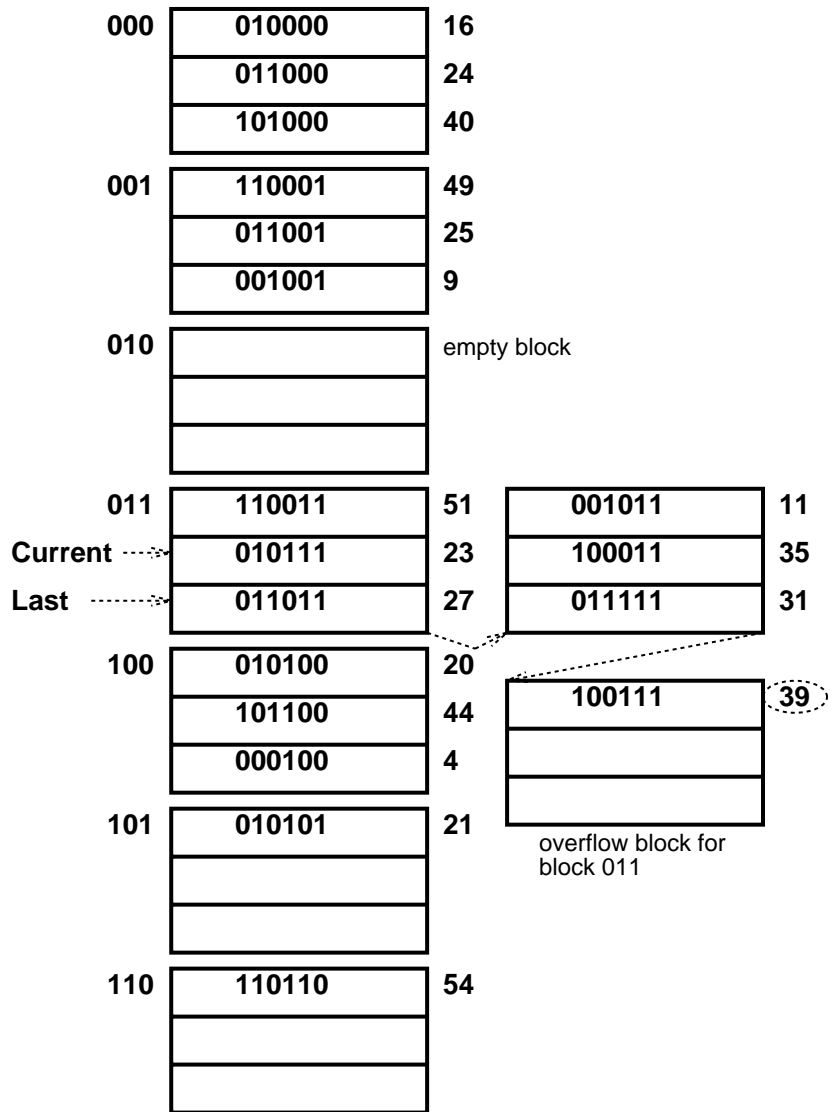 000 010000 16
011000 24
101000 40
001 110001 49
011001 25
001001 9
010 empty block
011 110011 51 001011 11
Current 010111 23 100011 35
Last 011011 27 011111 31
100 010100 20
100111 39
101100 44
000100 4
101 010101 21
overflow block for
block 011
110 110110 54